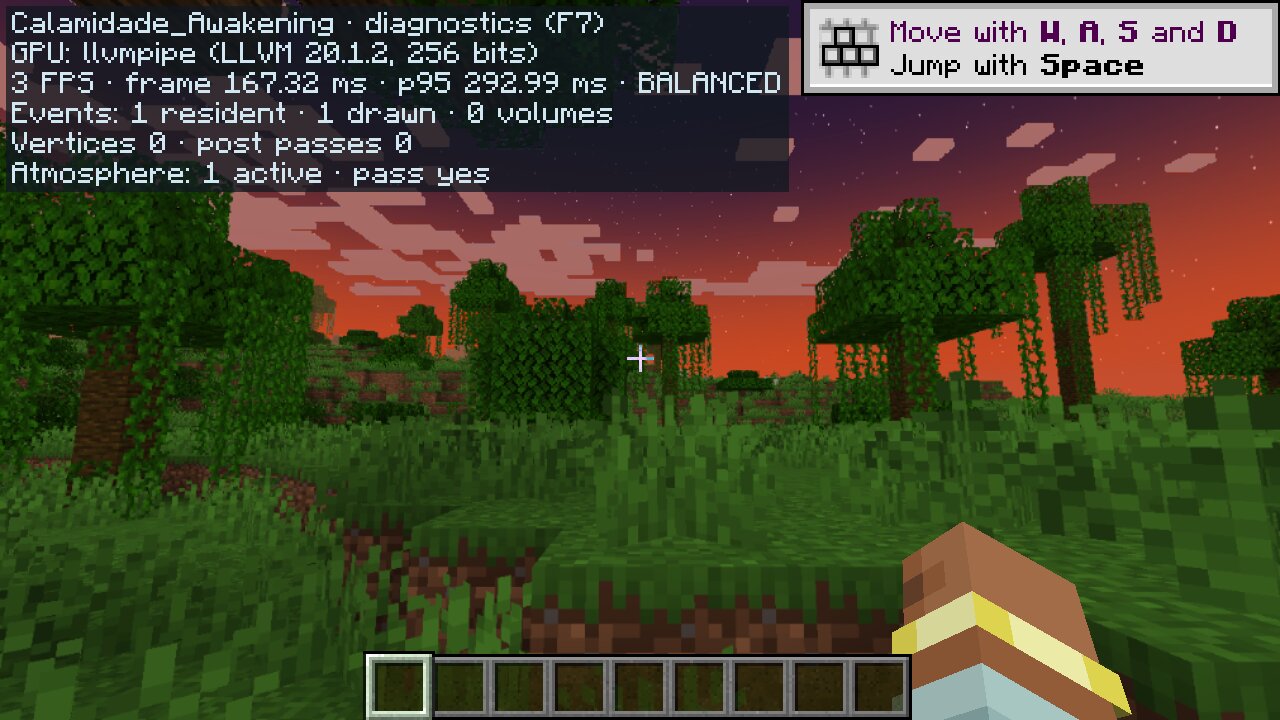 Calamidade_Awakening · diagnostics (F7)
GPU: llvmpipe (LLVM 20.1.2, 256 bits)
3 FPS · frame 167.32 ms · p95 292.99 ms · BALANCED
Events: 1 resident · 1 drawn · 0 volumes
Vertices 0 · post passes 0
Atmosphere: 1 active · pass yes
Move with W, A, S and D
Jump with Space